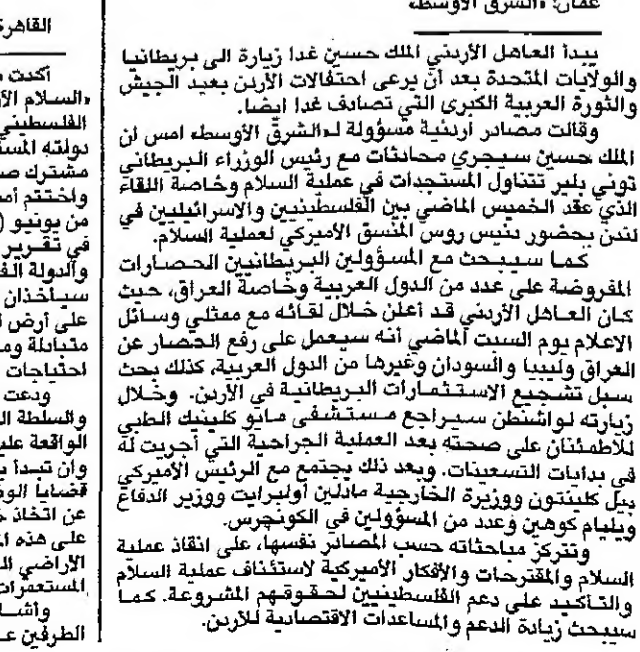 عمان: «الشرق الأوسط»
يبدأ العاهل الأردني الملك حسين غدا زيارة الى بريطانيا
والولايات المتحدة بعد أن يرعى احتفالات الأردن بعيد الجيش
والثورة العربية الكبرى التي تصادف غدا ايضا.
وقالت مصادر أردنية مسؤولة لـ«الشرق الأوسط» امس ان
الملك حسين سيجري محادثات مع رئيس الوزراء البريطاني
توني بلير تتناول المستجدات في عملية السلام وخاصة اللقاء
الذي عقد الخميس الماضي بين الفلسطينيين والاسرائيليين في
لندن بحضور دنيس روس المنسق الأميركي لعملية السلام.
كما سيبحث مع المسؤولين البريطانيين الحصارات
المفروضة على عدد من الدول العربية وخاصة العراق، حيث
كان العاهل الأردني قد أعلن خلال لقائه مع ممثلي وسائل
الاعلام يوم السبت الماضي أنه سيعمل على رفع الحصار عن
العراق وليبيا والسودان وغيرها من الدول العربية، كذلك بحث
سبل تشجيع الاستثمارات البريطانية في الأردن. وخلال
زيارته لواشنطن سيراجع مستشفى مايو كلينيك الطبي
للاطمئنان على صحته بعد العملية الجراحية التي أجريت له
في بدايات التسعينات. وبعد ذلك يجتمع مع الرئيس الأميركي
بيل كلينتون ووزيرة الخارجية مادلين أولبرايت ووزير الدفاع
ويليام كوهين وعدد من المسؤولين في الكونجرس.
وتتركز مباحثاته حسب المصادر نفسها، على انقاذ عملية
السلام والمقترحات والأفكار الأميركية لاستئناف عملية السلام
والتأكيد على دعم الفلسطينيين لحقوقهم المشروعة. كما
سيبحث زيادة الدعم والمساعدات الاقتصادية للأردن.
القاهرة
أكدت
«السلام
الفلسطيني
دولته
مشترك
واختتم
من يونيو
في تقرير
والدولة
سيأخذان
على أرض
متبادلة
احتياجات
ودعت
والسلطة
الواقعة
وان تبدأ
قضايا
عن اتخاذ
على هذه
الأراضي
المستعمرات
الطرفين